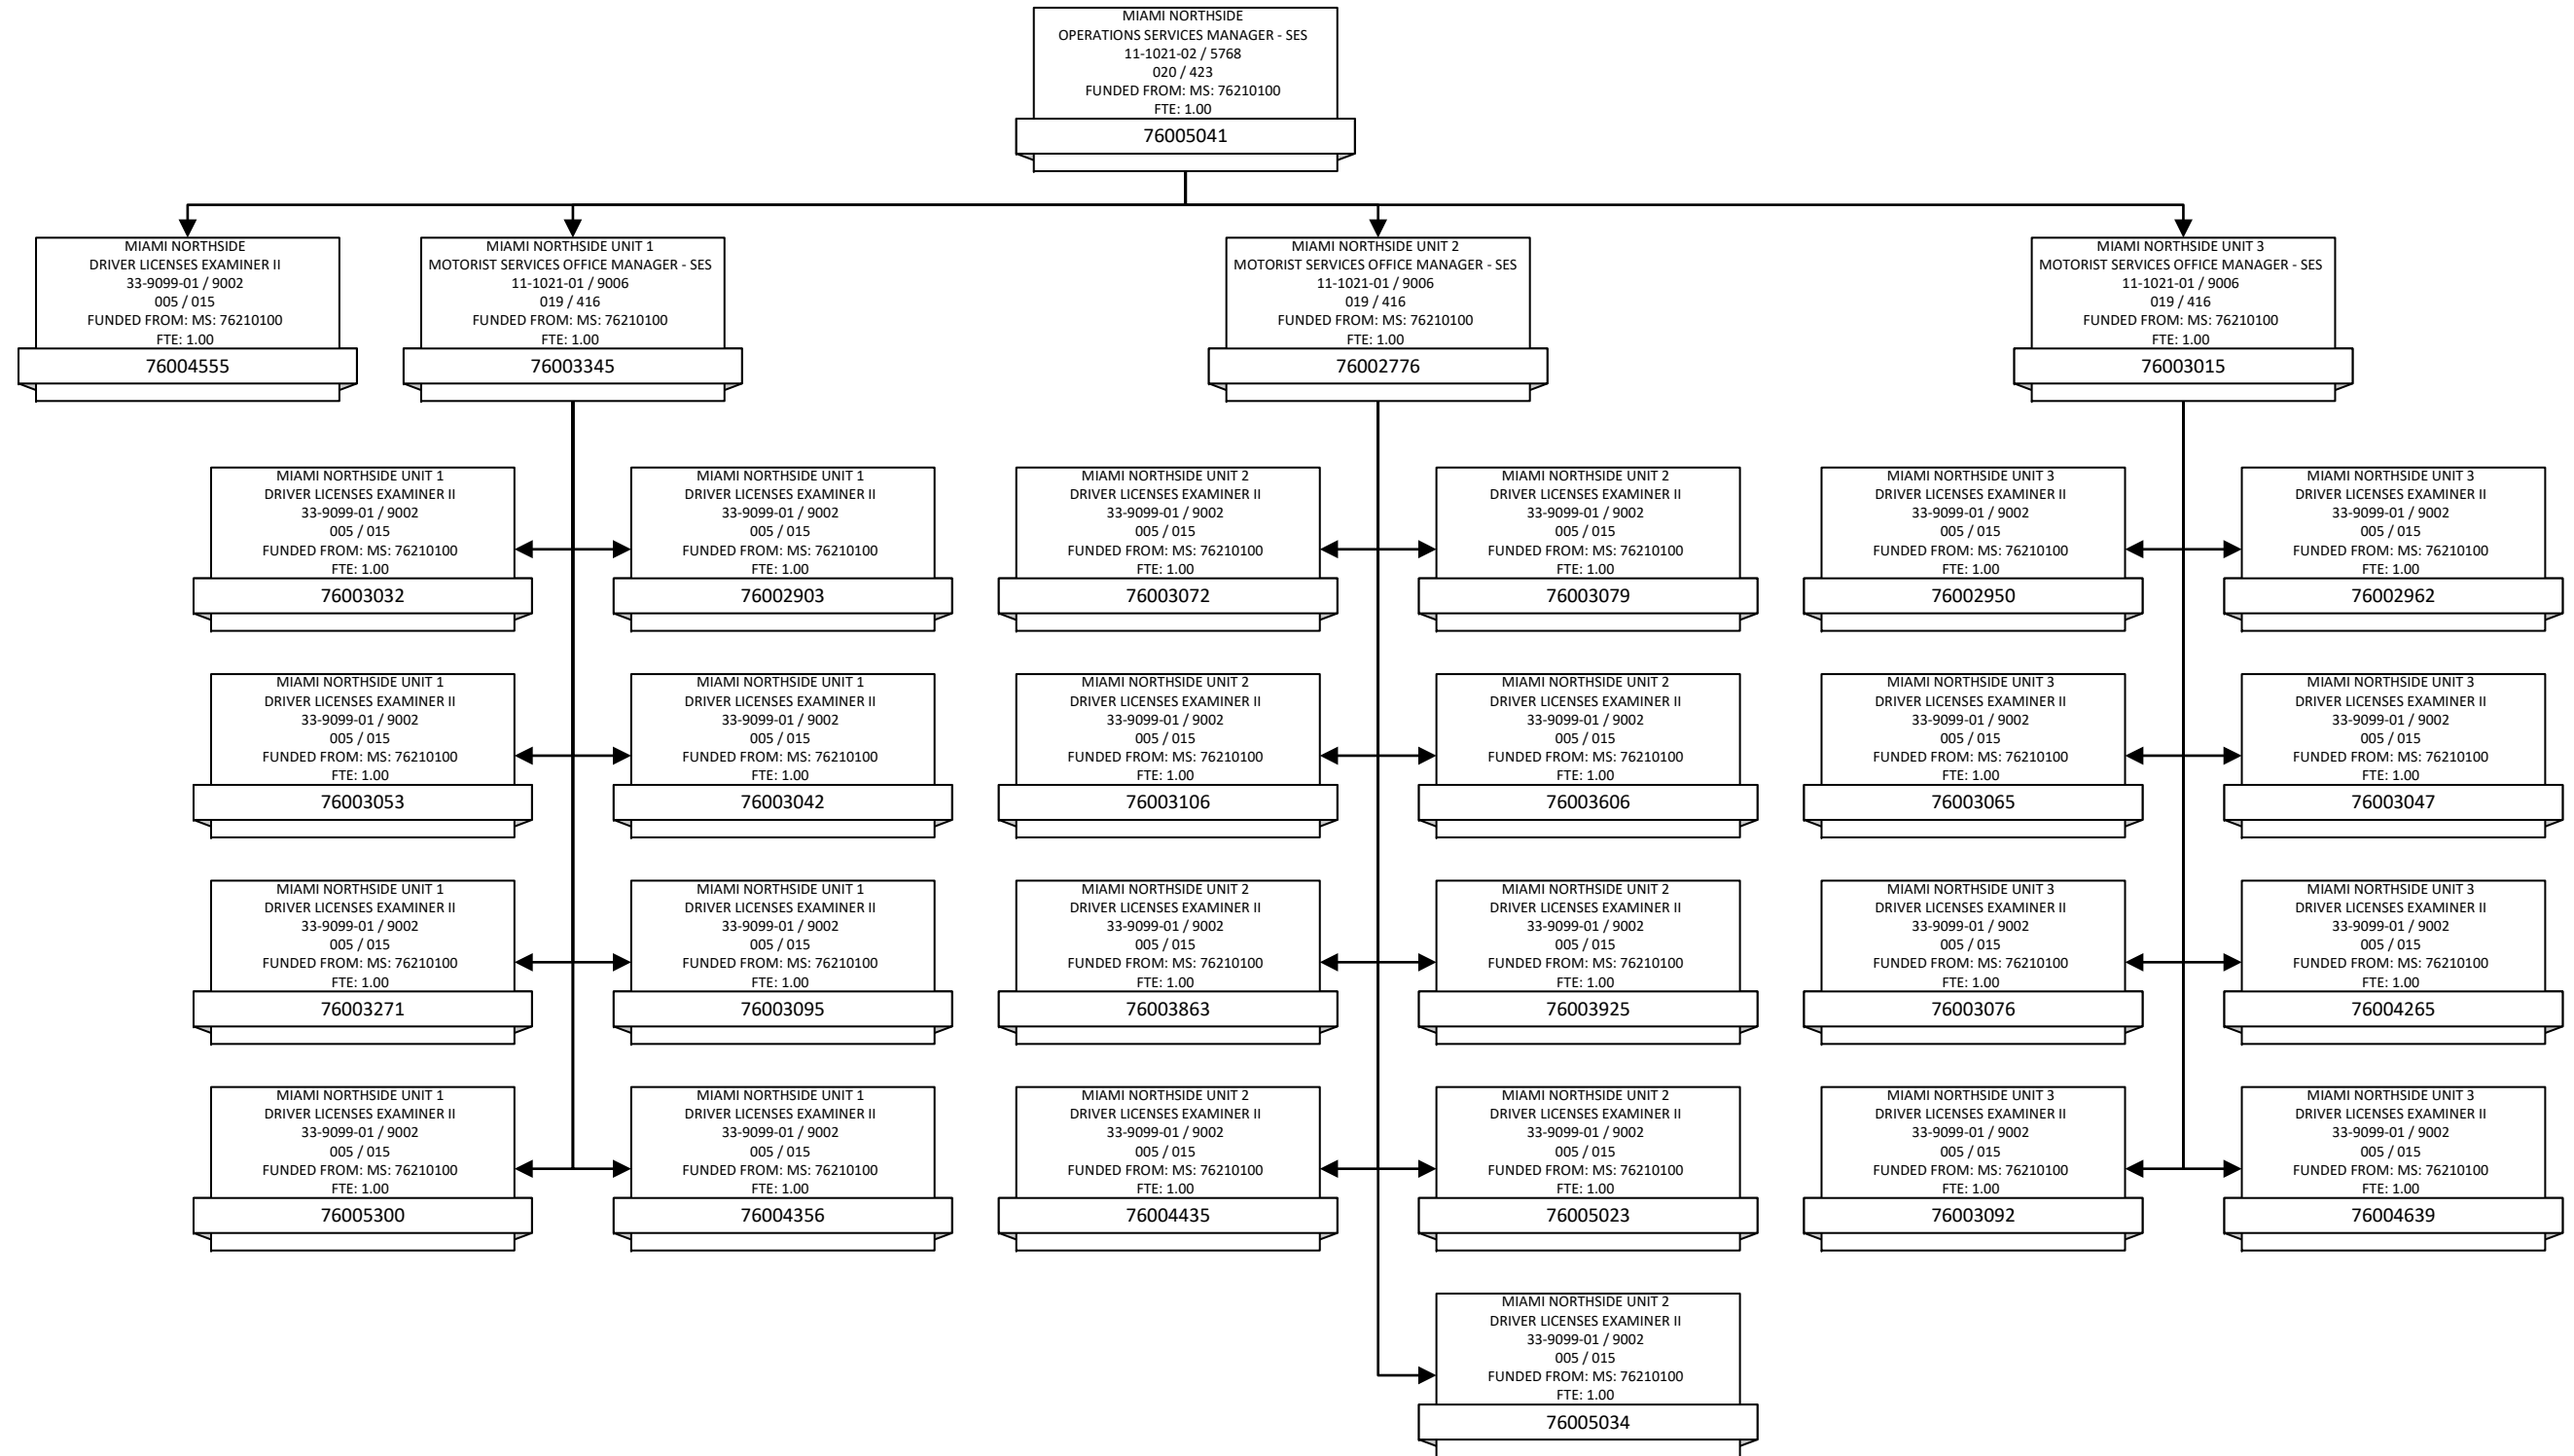 MIAMI NORTHSIDE
OPERATIONS SERVICES MANAGER - SES
11-1021-02 / 5768
020 / 423
FUNDED FROM: MS: 76210100
FTE: 1.00
76005041
MIAMI NORTHSIDE
DRIVER LICENSES EXAMINER II
33-9099-01 / 9002
005 / 015
FUNDED FROM: MS: 76210100
FTE: 1.00
76004555
MIAMI NORTHSIDE UNIT 1
MOTORIST SERVICES OFFICE MANAGER - SES
11-1021-01 / 9006
019 / 416
FUNDED FROM: MS: 76210100
FTE: 1.00
76003345
MIAMI NORTHSIDE UNIT 2
MOTORIST SERVICES OFFICE MANAGER - SES
11-1021-01 / 9006
019 / 416
FUNDED FROM: MS: 76210100
FTE: 1.00
76002776
MIAMI NORTHSIDE UNIT 3
MOTORIST SERVICES OFFICE MANAGER - SES
11-1021-01 / 9006
019 / 416
FUNDED FROM: MS: 76210100
FTE: 1.00
76003015
MIAMI NORTHSIDE UNIT 1
DRIVER LICENSES EXAMINER II
33-9099-01 / 9002
005 / 015
FUNDED FROM: MS: 76210100
FTE: 1.00
76003032
MIAMI NORTHSIDE UNIT 1
DRIVER LICENSES EXAMINER II
33-9099-01 / 9002
005 / 015
FUNDED FROM: MS: 76210100
FTE: 1.00
76002903
MIAMI NORTHSIDE UNIT 2
DRIVER LICENSES EXAMINER II
33-9099-01 / 9002
005 / 015
FUNDED FROM: MS: 76210100
FTE: 1.00
76003072
MIAMI NORTHSIDE UNIT 2
DRIVER LICENSES EXAMINER II
33-9099-01 / 9002
005 / 015
FUNDED FROM: MS: 76210100
FTE: 1.00
76003079
MIAMI NORTHSIDE UNIT 3
DRIVER LICENSES EXAMINER II
33-9099-01 / 9002
005 / 015
FUNDED FROM: MS: 76210100
FTE: 1.00
76002950
MIAMI NORTHSIDE UNIT 3
DRIVER LICENSES EXAMINER II
33-9099-01 / 9002
005 / 015
FUNDED FROM: MS: 76210100
FTE: 1.00
76002962
MIAMI NORTHSIDE UNIT 1
DRIVER LICENSES EXAMINER II
33-9099-01 / 9002
005 / 015
FUNDED FROM: MS: 76210100
FTE: 1.00
76003053
MIAMI NORTHSIDE UNIT 1
DRIVER LICENSES EXAMINER II
33-9099-01 / 9002
005 / 015
FUNDED FROM: MS: 76210100
FTE: 1.00
76003042
MIAMI NORTHSIDE UNIT 2
DRIVER LICENSES EXAMINER II
33-9099-01 / 9002
005 / 015
FUNDED FROM: MS: 76210100
FTE: 1.00
76003106
MIAMI NORTHSIDE UNIT 2
DRIVER LICENSES EXAMINER II
33-9099-01 / 9002
005 / 015
FUNDED FROM: MS: 76210100
FTE: 1.00
76003606
MIAMI NORTHSIDE UNIT 3
DRIVER LICENSES EXAMINER II
33-9099-01 / 9002
005 / 015
FUNDED FROM: MS: 76210100
FTE: 1.00
76003065
MIAMI NORTHSIDE UNIT 3
DRIVER LICENSES EXAMINER II
33-9099-01 / 9002
005 / 015
FUNDED FROM: MS: 76210100
FTE: 1.00
76003047
MIAMI NORTHSIDE UNIT 1
DRIVER LICENSES EXAMINER II
33-9099-01 / 9002
005 / 015
FUNDED FROM: MS: 76210100
FTE: 1.00
76003271
MIAMI NORTHSIDE UNIT 1
DRIVER LICENSES EXAMINER II
33-9099-01 / 9002
005 / 015
FUNDED FROM: MS: 76210100
FTE: 1.00
76003095
MIAMI NORTHSIDE UNIT 2
DRIVER LICENSES EXAMINER II
33-9099-01 / 9002
005 / 015
FUNDED FROM: MS: 76210100
FTE: 1.00
76003863
MIAMI NORTHSIDE UNIT 2
DRIVER LICENSES EXAMINER II
33-9099-01 / 9002
005 / 015
FUNDED FROM: MS: 76210100
FTE: 1.00
76003925
MIAMI NORTHSIDE UNIT 3
DRIVER LICENSES EXAMINER II
33-9099-01 / 9002
005 / 015
FUNDED FROM: MS: 76210100
FTE: 1.00
76003076
MIAMI NORTHSIDE UNIT 3
DRIVER LICENSES EXAMINER II
33-9099-01 / 9002
005 / 015
FUNDED FROM: MS: 76210100
FTE: 1.00
76004265
MIAMI NORTHSIDE UNIT 1
DRIVER LICENSES EXAMINER II
33-9099-01 / 9002
005 / 015
FUNDED FROM: MS: 76210100
FTE: 1.00
76005300
MIAMI NORTHSIDE UNIT 1
DRIVER LICENSES EXAMINER II
33-9099-01 / 9002
005 / 015
FUNDED FROM: MS: 76210100
FTE: 1.00
76004356
MIAMI NORTHSIDE UNIT 2
DRIVER LICENSES EXAMINER II
33-9099-01 / 9002
005 / 015
FUNDED FROM: MS: 76210100
FTE: 1.00
76004435
MIAMI NORTHSIDE UNIT 2
DRIVER LICENSES EXAMINER II
33-9099-01 / 9002
005 / 015
FUNDED FROM: MS: 76210100
FTE: 1.00
76005023
MIAMI NORTHSIDE UNIT 3
DRIVER LICENSES EXAMINER II
33-9099-01 / 9002
005 / 015
FUNDED FROM: MS: 76210100
FTE: 1.00
76003092
MIAMI NORTHSIDE UNIT 3
DRIVER LICENSES EXAMINER II
33-9099-01 / 9002
005 / 015
FUNDED FROM: MS: 76210100
FTE: 1.00
76004639
MIAMI NORTHSIDE UNIT 2
DRIVER LICENSES EXAMINER II
33-9099-01 / 9002
005 / 015
FUNDED FROM: MS: 76210100
FTE: 1.00
76005034